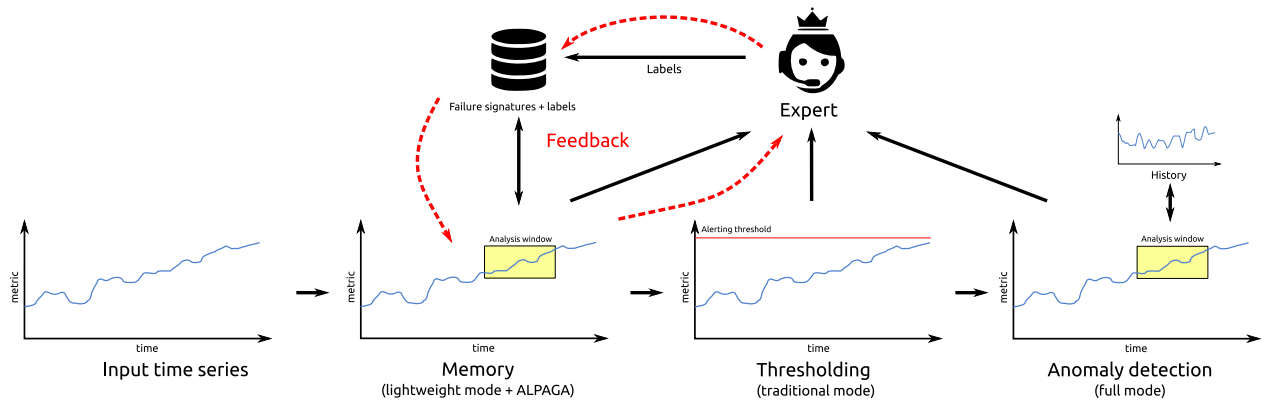 Labels
Failure signatures + labels
Expert
Feedback
History
metric
time
Input time series
Analysis window
metric
time
Memory
(lightweight mode + ALPAGA)
Alerting threshold
metric
time
Thresholding
(traditional mode)
Analysis window
metric
time
Anomaly detection
(full mode)